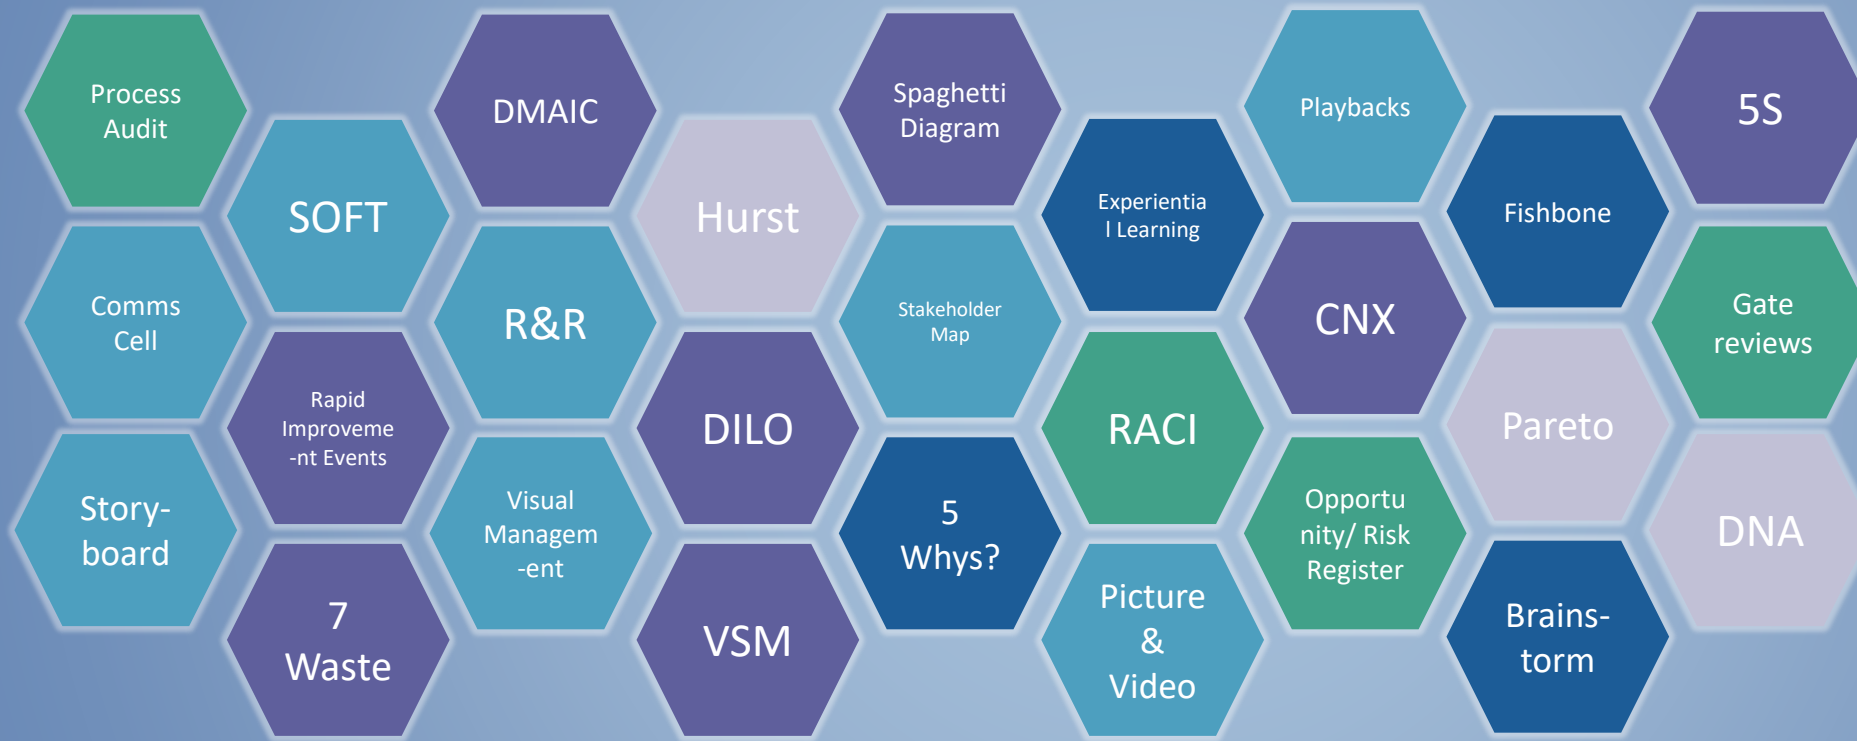 Process
Audit
DMAIC
Spaghetti
Diagram
Playbacks
5S
SOFT
Hurst
Experientia
l Learning
Fishbone
Comms
Cell
R&R
Stakeholder
Map
CNX
Gate
reviews
Rapid
Improveme
-nt Events
DILO
RACI
Pareto
Story-
board
Visual
Managem
-ent
5
Whys?
Opportu
nity/ Risk
Register
DNA
7
Waste
VSM
Picture
&
Video
Brains-
torm